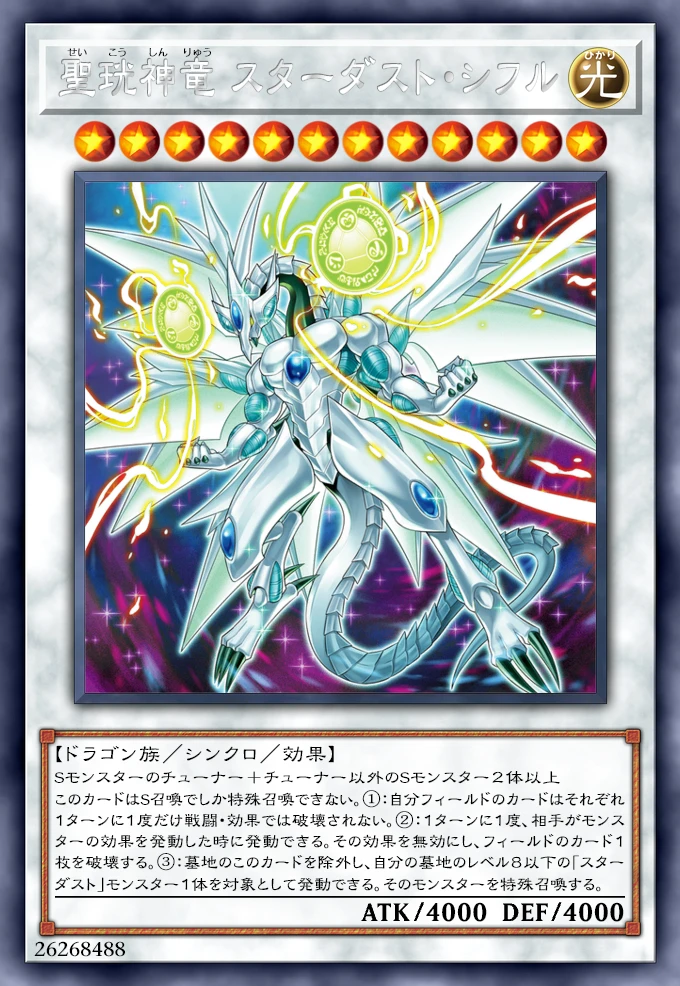 せい こう しん りゅう
聖珖神竜 スターダスト・シフル
ひかり
光
【ドラゴン族／シンクロ／効果】
Sモンスターのチューナー＋チューナー以外のSモンスター２体以上
このカードはS召喚でしか特殊召喚できない。①:自分フィールドのカードはそれぞれ
１ターンに１度だけ戦闘・効果では破壊されない。②:１ターンに１度、相手がモンス
ターの効果を発動した時に発動できる。その効果を無効にし、フィールドのカード１
枚を破壊する。③:墓地のこのカードを除外し、自分の墓地のレベル８以下の「スター
ダスト」モンスター１体を対象として発動できる。そのモンスターを特殊召喚する。
ATK/4000 DEF/4000
26268488